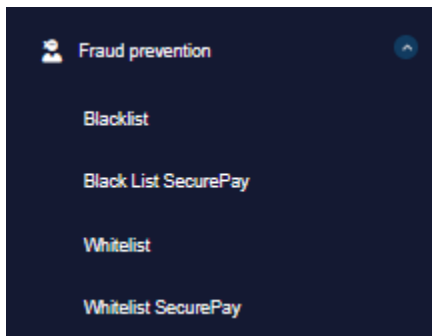 Fraud prevention
Blacklist
Black List SecurePay
Whitelist
Whitelist SecurePay